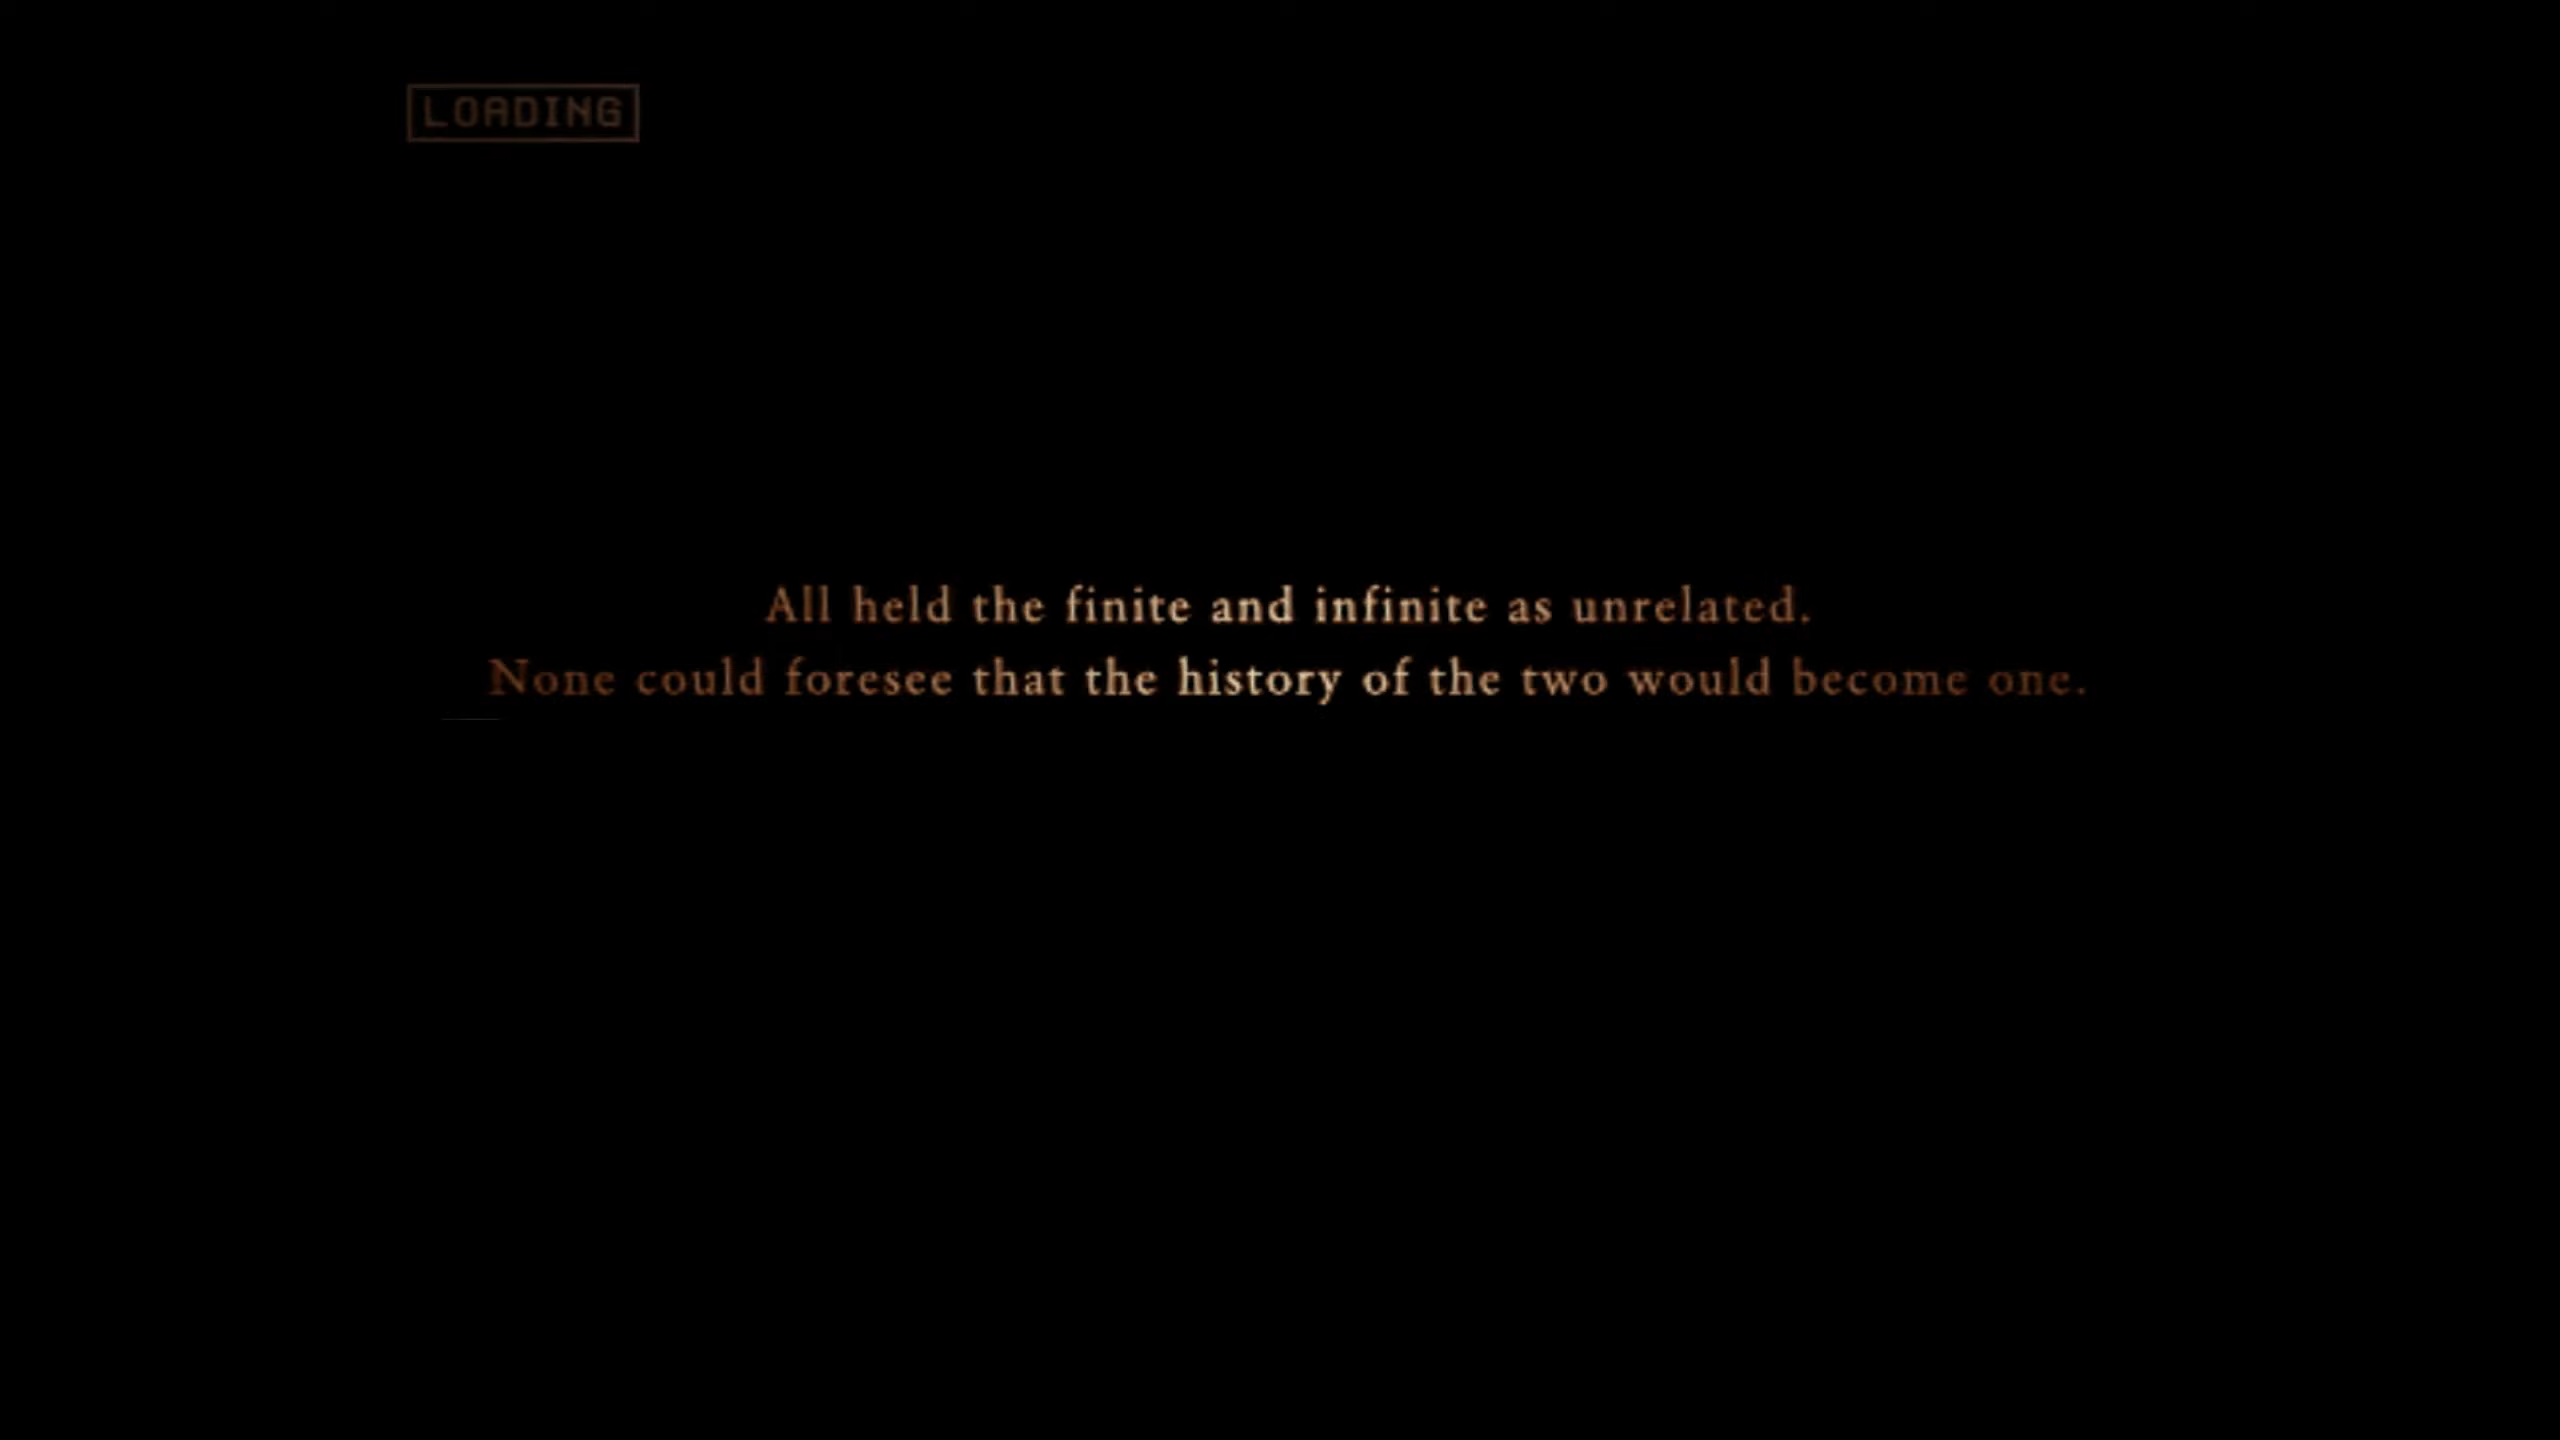 LOADING
All held the finite and infinite as unrelated.
None could foresee that the history of the two would become one.